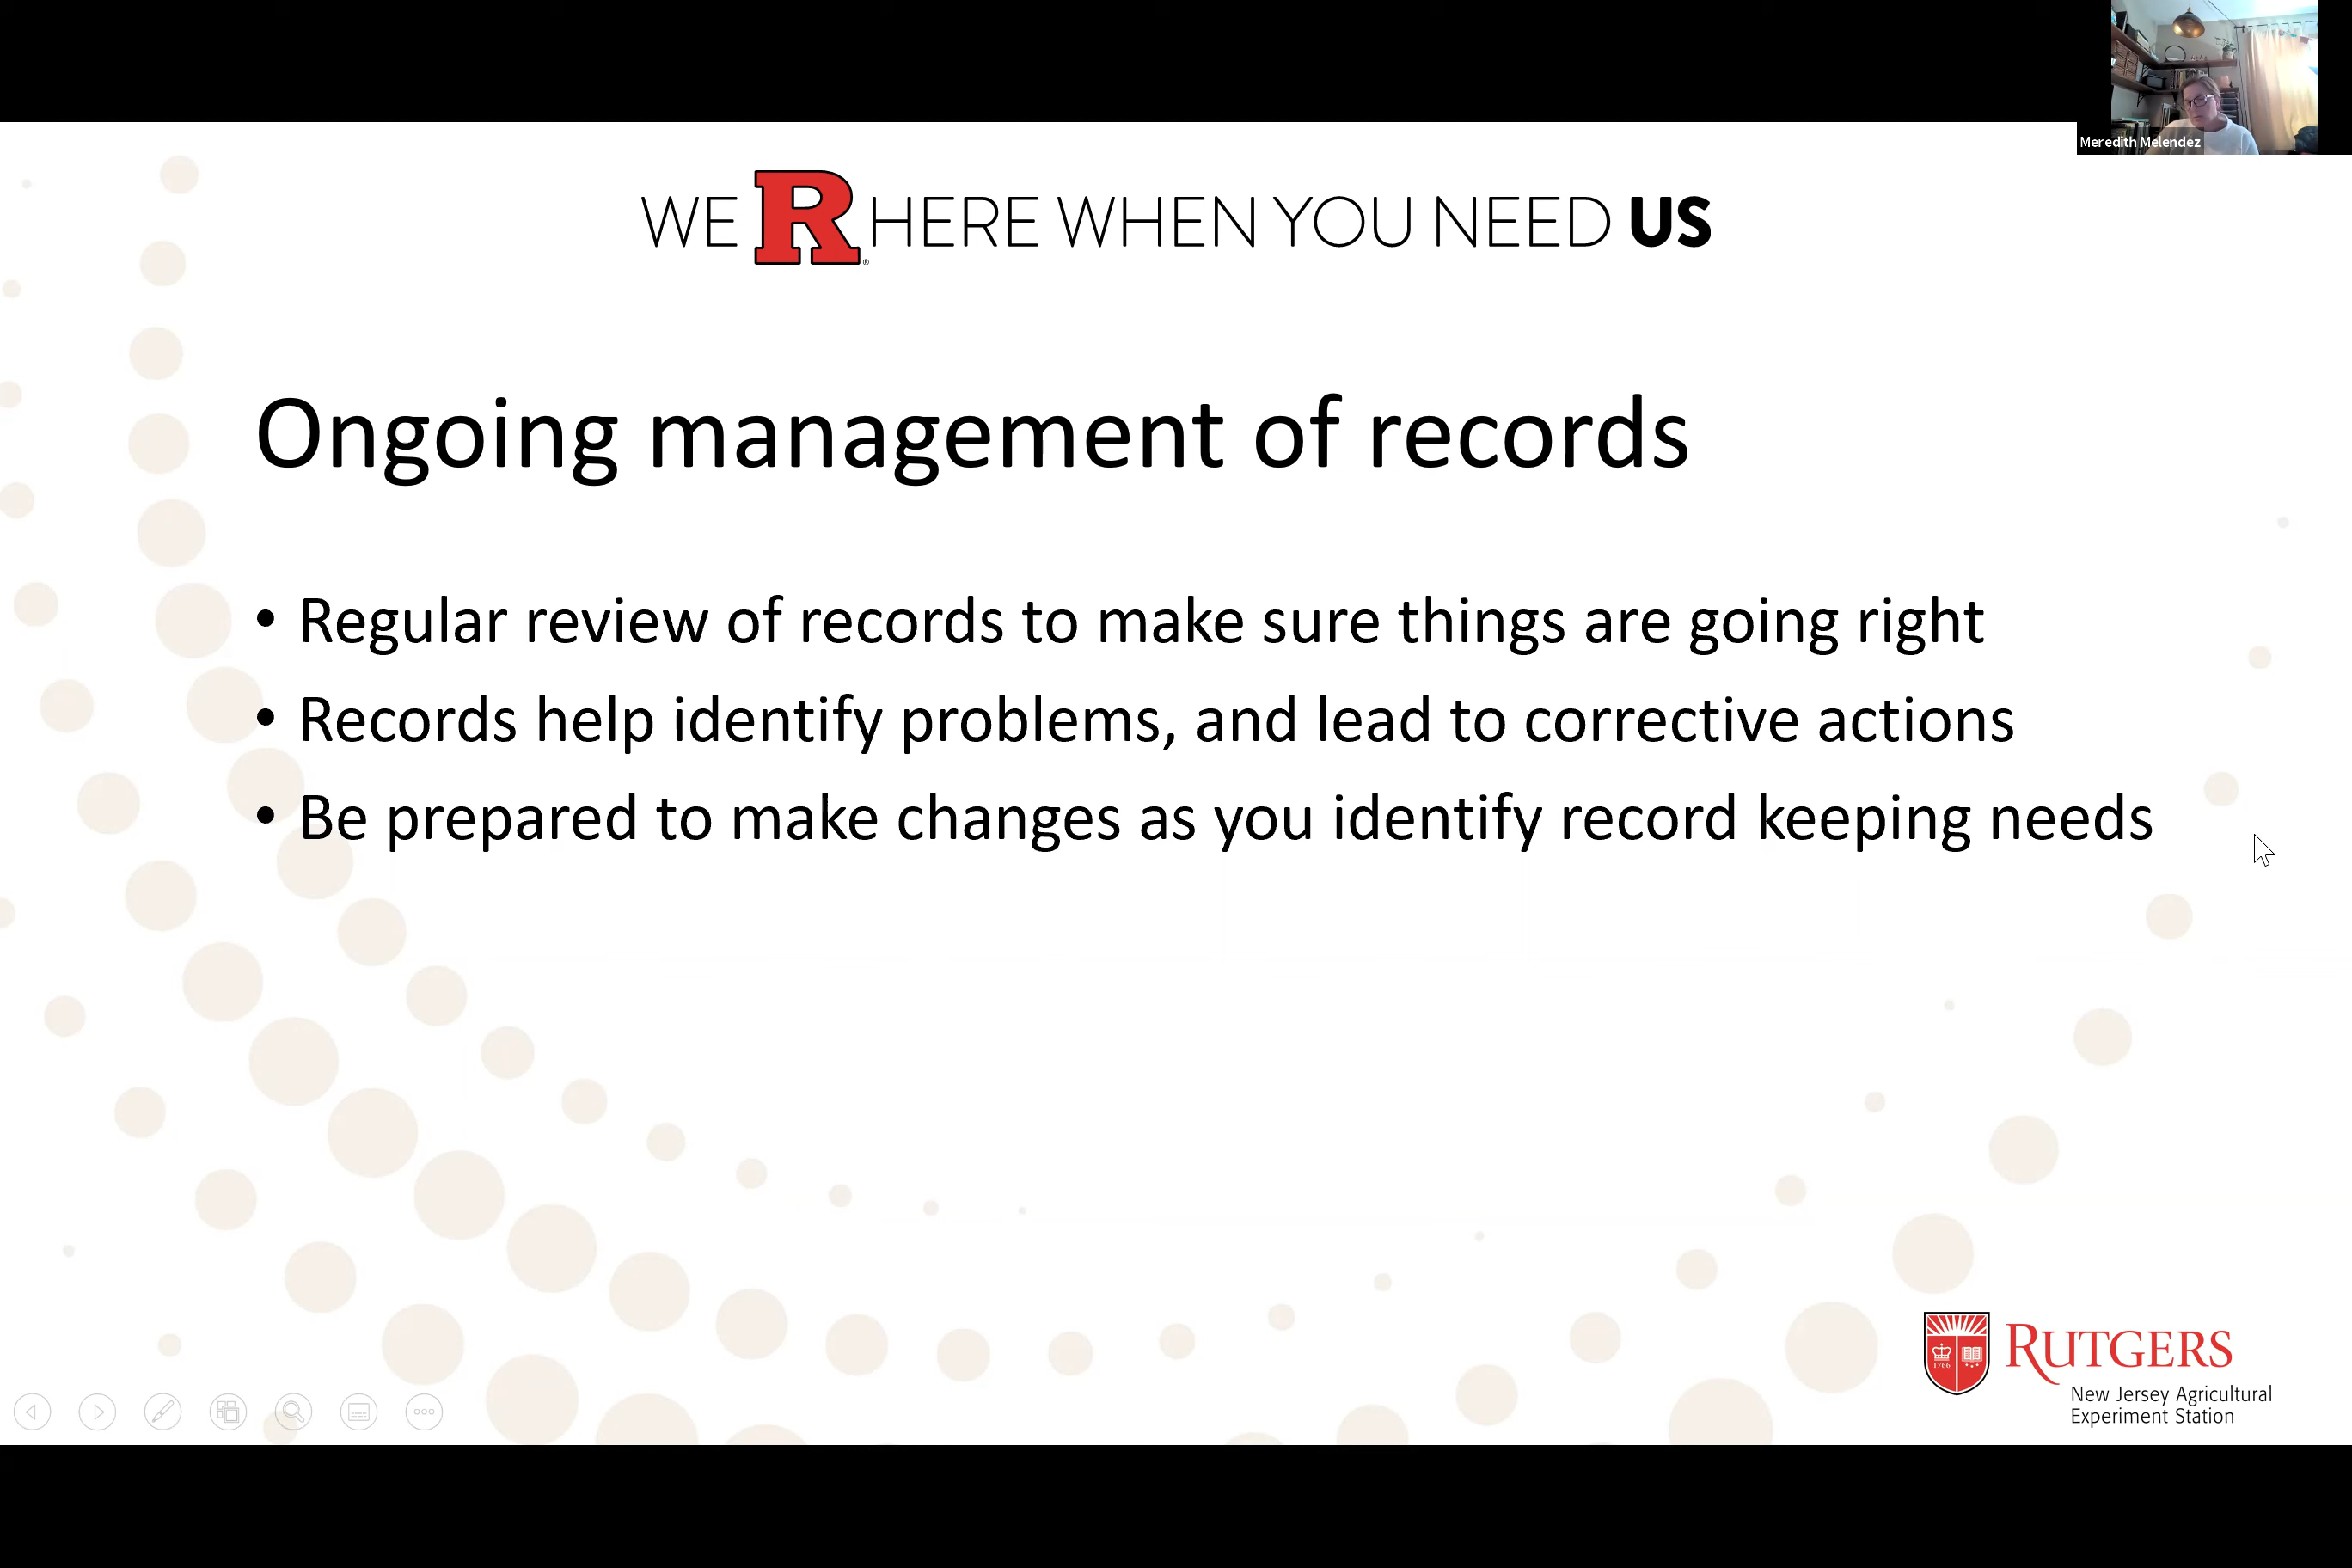 Meredith Melendez
WE R HERE WHEN YOU NEED US
Ongoing management of records
• Regular review of records to make sure things are going right
• Records help identify problems, and lead to corrective actions
• Be prepared to make changes as you identify record keeping needs
1766
RUTGERS
New Jersey Agricultural
Experiment Station